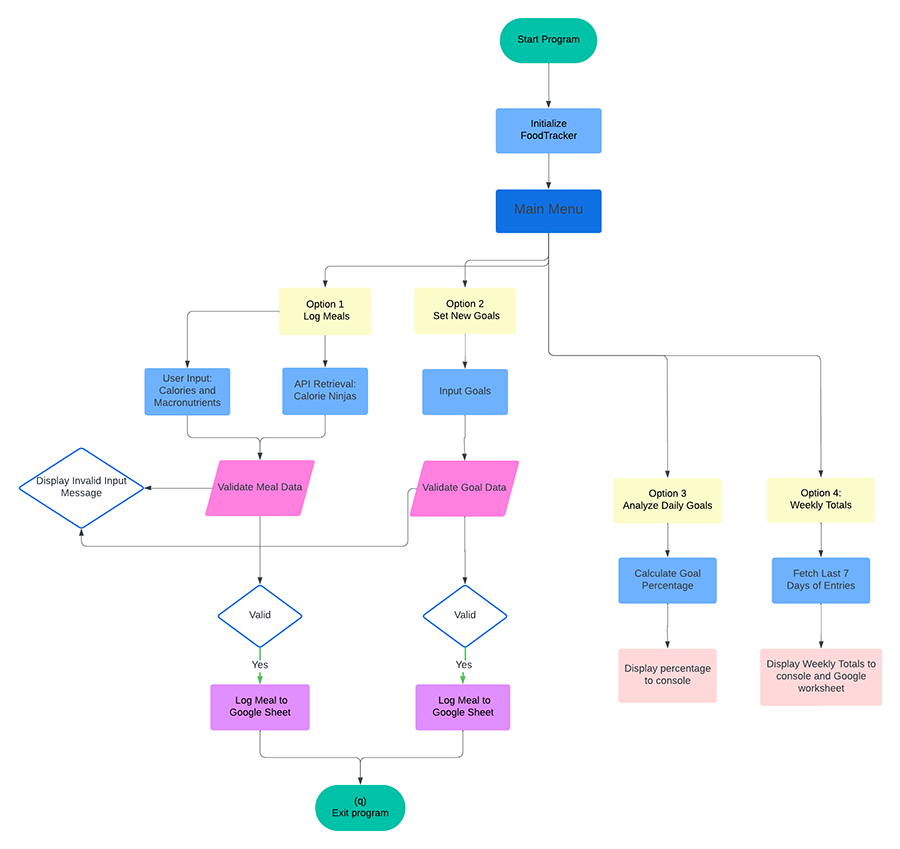 Start Program
Initialize
FoodTracker
Main Menu
Option 1
Log Meals
Option 2
Set New Goals
User Input:
Calories and
Macronutrients
API Retrieval:
Calorie Ninjas
Input Goals
Display Invalid Input
Message
Validate Meal Data
Validate Goal Data
Option 3
Analyze Daily Goals
Option 4:
Weekly Totals
Calculate Goal
Percentage
Fetch Last 7
Days of Entries
Valid
Valid
Yes
Yes
Display percentage
to console
Display Weekly Totals to
console and Google
worksheet
Log Meal to
Google Sheet
Log Meal to
Google Sheet
(q)
Exit program